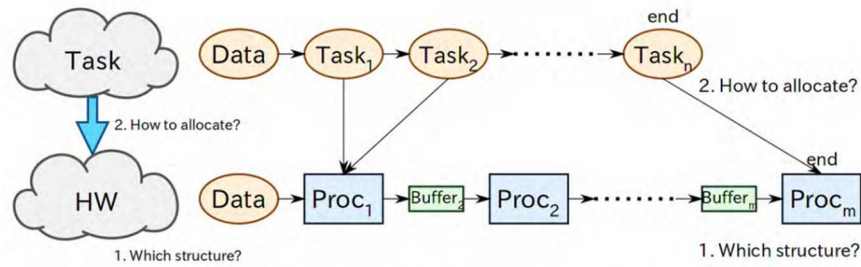 end
Task
Data
Task1
Task2
Taskn
2. How to allocate?
2. How to allocate?
end
HW
Data
Proc1
Buffer2
Proc2
Bufferm
Procm
1. Which structure?
1. Which structure?